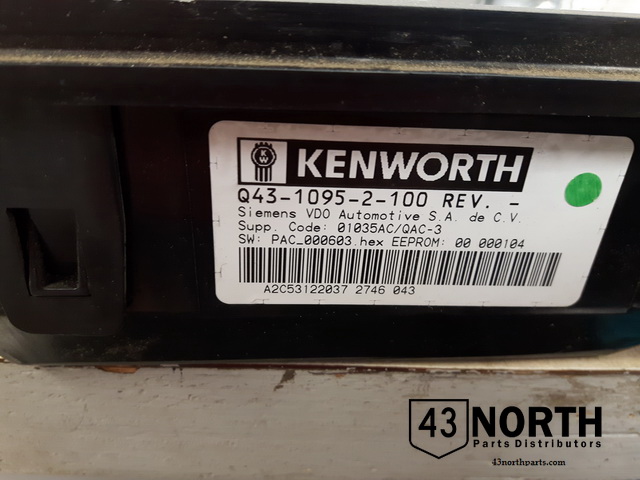 KW KENWORTH
Q43-1095-2-100 REV. -
Siemens VDO Automotive S.A. de C.V.
Supp. Code: 01035AC/QAC-3
SW: PAC_000603.hex EEPROM: 00 000104
A2C53122037 2746 043
43 NORTH
Parts Distributors
43northparts.com